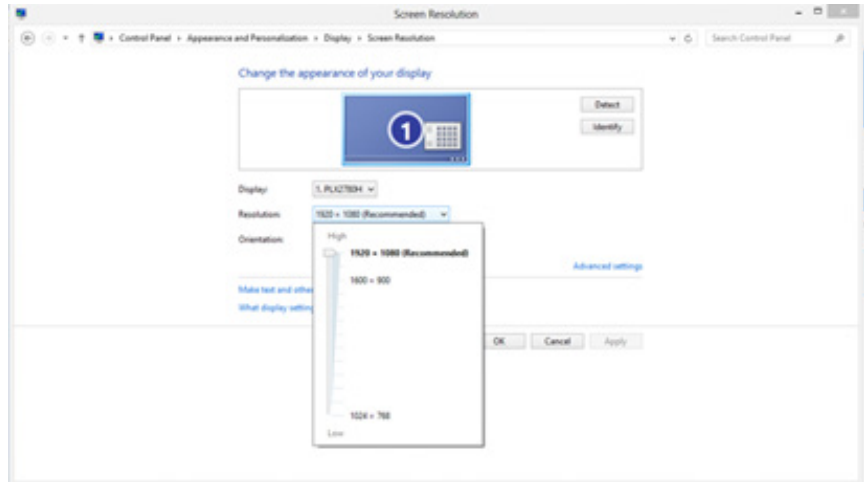 Screen Resolution
Control Panel › Appearance and Personalization › Display › Screen Resolution
Search Control Panel
Change the appearance of your display
1
Detect
Identify
Display:
1. PLX2780H
Resolution:
1920 × 1080 (Recommended)
Orientation:
High
1920 × 1080 (Recommended)
1600 × 900
1024 × 768
Low
Advanced settings
Make text and othe
What display settin
OK
Cancel
Apply